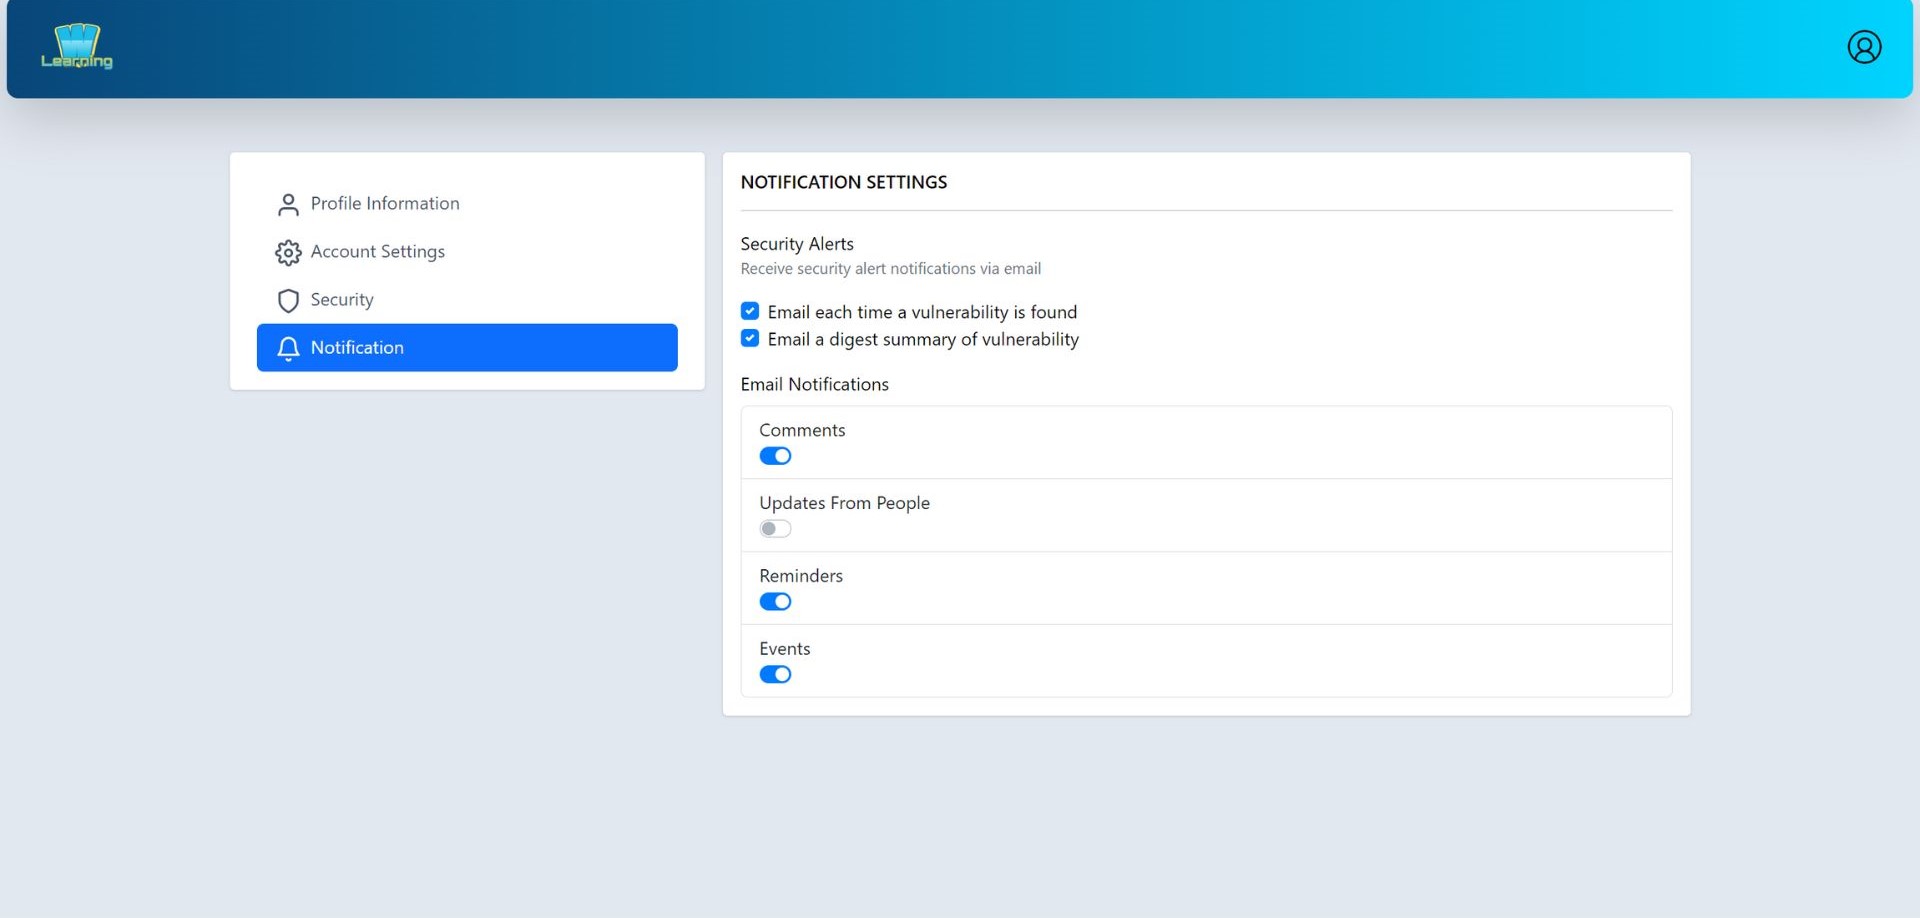 Learning
Profile Information
Account Settings
Security
Notification
NOTIFICATION SETTINGS
Security Alerts
Receive security alert notifications via email
Email each time a vulnerability is found
Email a digest summary of vulnerability
Email Notifications
Comments
Updates From People
Reminders
Events